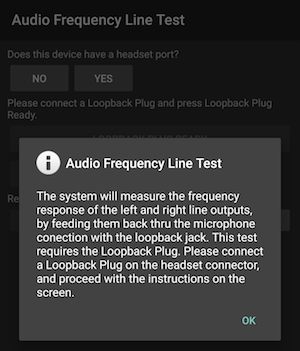 Audio Frequency Line Test
Does this device have a headset port?
NO YES
Please connect a Loopback Plug and press Loopback Plug
Ready.
LOOPBACK PLUG READY
Audio Frequency Line Test
The system will measure the frequency
response of the left and right line outputs,
by feeding them back thru the microphone
conection with the loopback jack. This test
requires the Loopback Plug. Please connect
a Loopback Plug on the headset connector,
and proceed with the instructions on the
screen.
OK